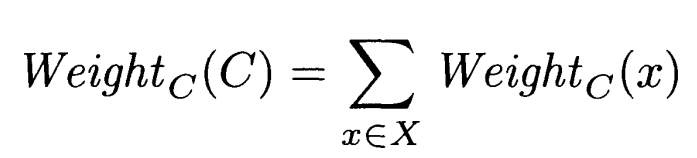 Weight_C(C) = ∑_{x∈X} Weight_C(x)